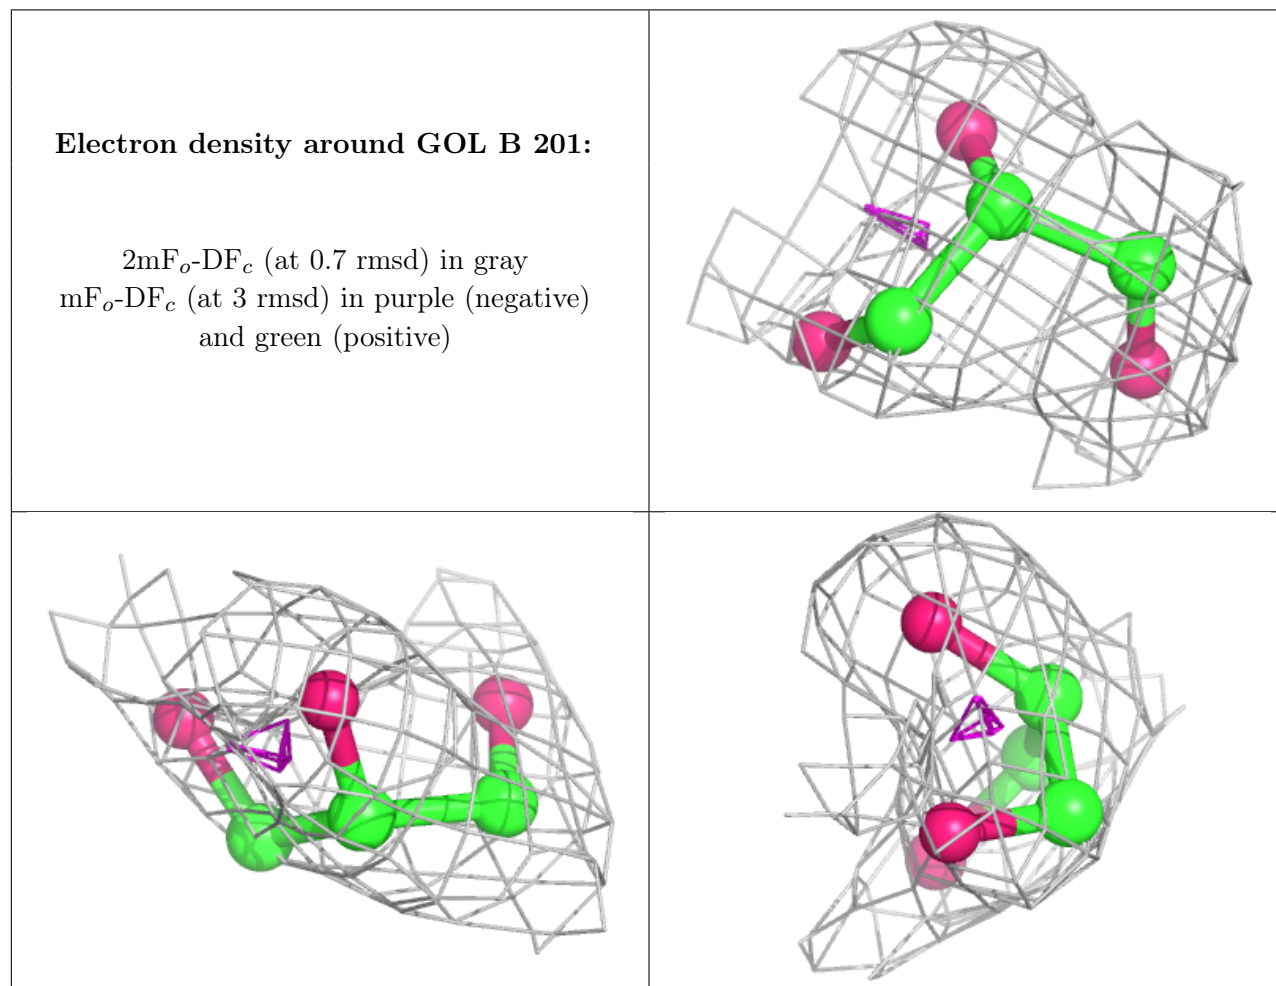 Electron density around GOL B 201:
2mFo-DFc (at 0.7 rmsd) in gray
mFo-DFc (at 3 rmsd) in purple (negative)
and green (positive)